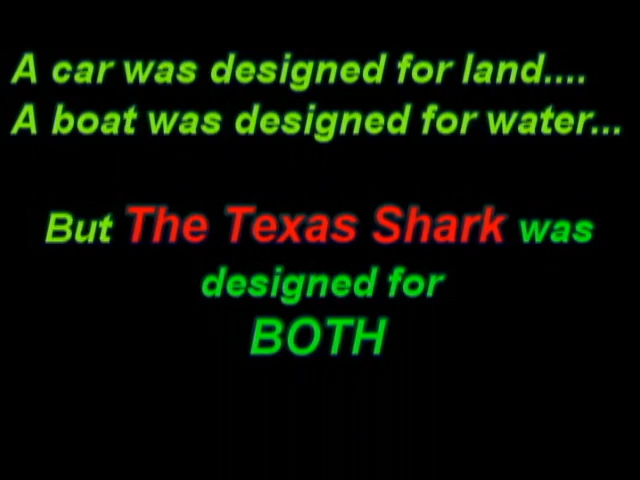 A car was designed for land....
A boat was designed for water...
But The Texas Shark was
designed for
BOTH